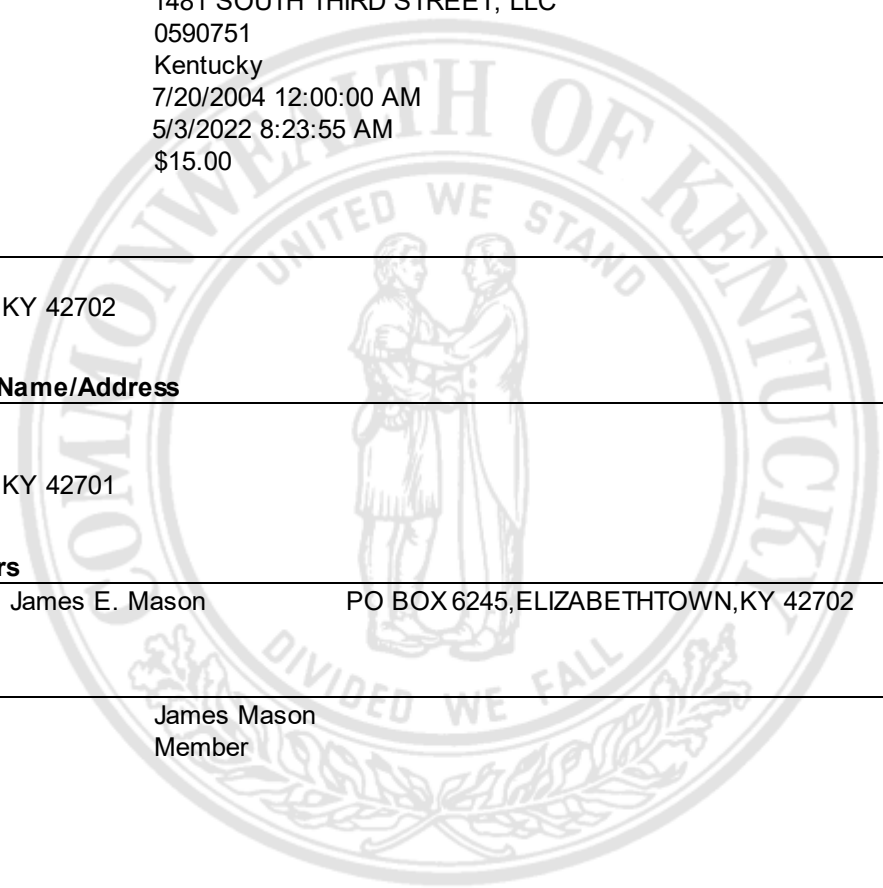 1481 SOUTH THIRD STREET, LLC
0590751
Kentucky
7/20/2004 12:00:00 AM
5/3/2022 8:23:55 AM
$15.00
KY 42702
Name/Address
KY 42701
rs
James E. Mason PO BOX 6245,ELIZABETHTOWN,KY 42702
James Mason
Member
COMMONWEALTH OF KENTUCKY
UNITED WE STAND
DIVIDED WE FALL